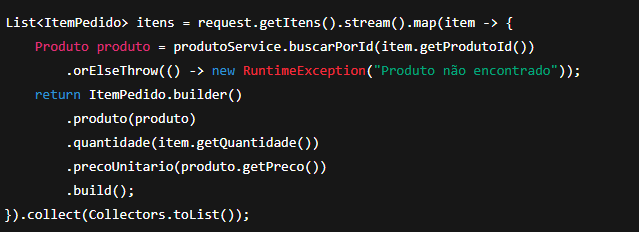 List<ItemPedido> itens = request.getItens().stream().map(item -> {
    Produto produto = produtoService.buscarPorId(item.getProdutoId())
        .orElseThrow(() -> new RuntimeException("Produto não encontrado"));
    return ItemPedido.builder()
        .produto(produto)
        .quantidade(item.getQuantidade())
        .precoUnitario(produto.getPreco())
        .build();
}).collect(Collectors.toList());